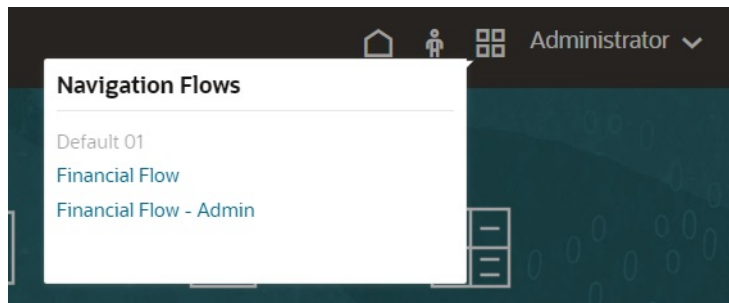 Administrator
Navigation Flows
Default 01
Financial Flow
Financial Flow - Admin